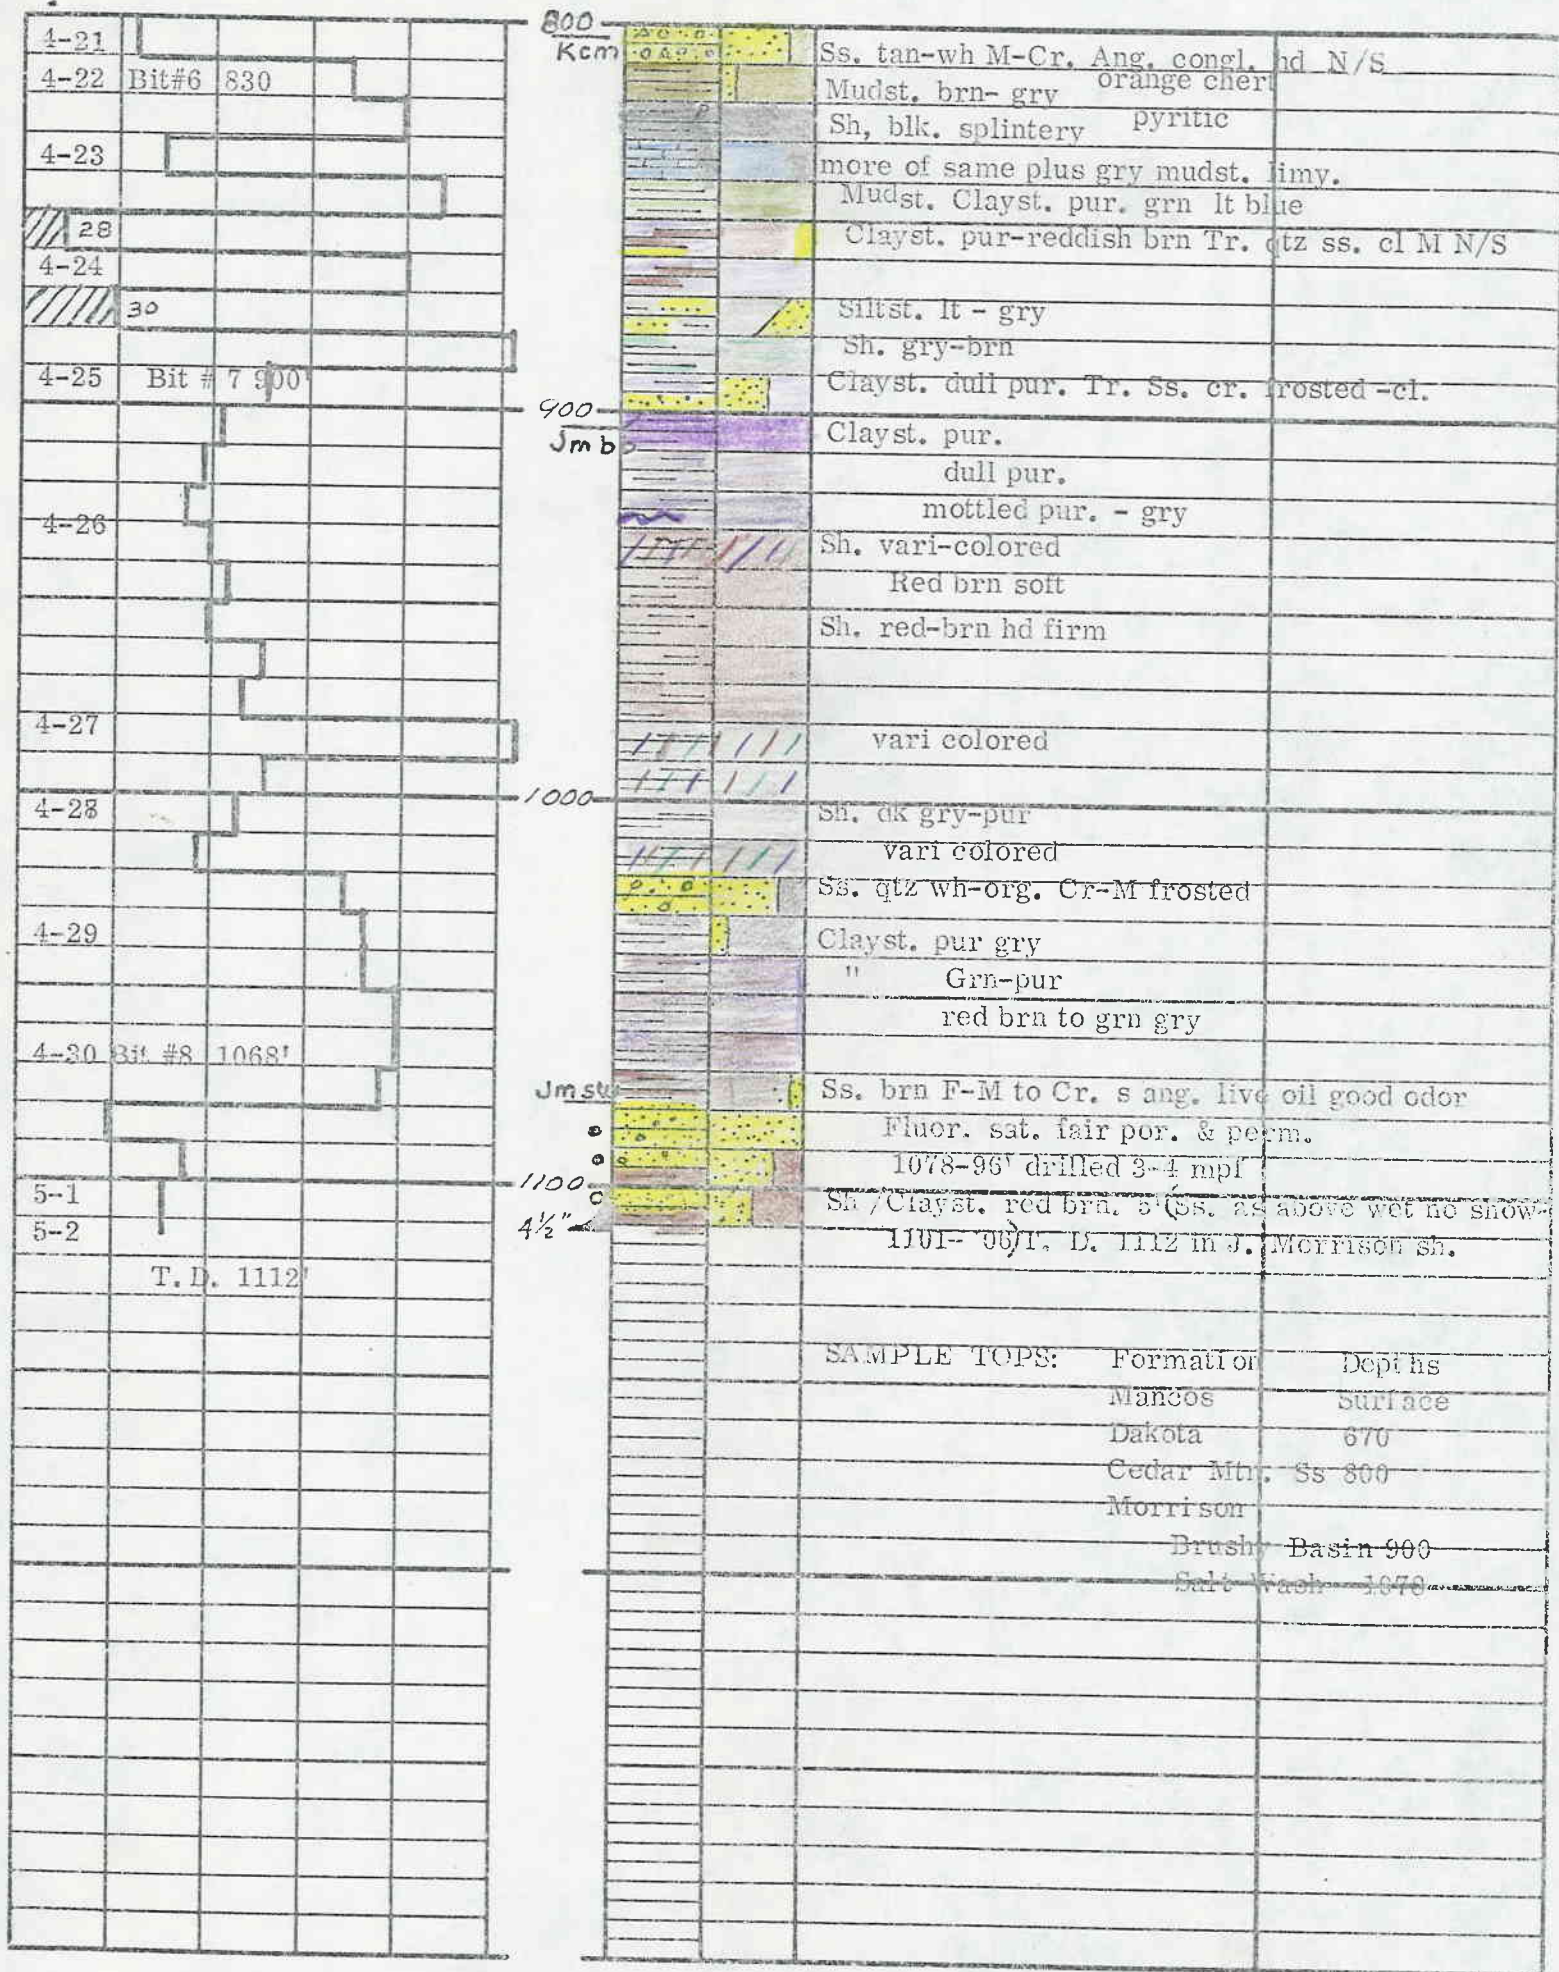 800
4-21
Kcm
Ss. tan-wh M-Cr. Ang. congl. hd N/S
4-22 Bit#6 830
orange chert
Mudst. brn- gry
Sh, blk. splintery pyritic
4-23
more of same plus gry mudst. limy.
Mudst. Clayst. pur. grn lt blue
28
Clayst. pur-reddish brn Tr. qtz ss. cl M N/S
4-24
30
Siltst. lt - gry
Sh. gry-brn
4-25 Bit # 7 900'
Clayst. dull pur. Tr. Ss. cr. frosted -cl.
900
Jmb
Clayst. pur.
dull pur.
mottled pur. - gry
4-26
Sh. vari-colored
Red brn soft
Sh. red-brn hd firm
4-27
vari colored
1000
4-28
Sh. dk gry-pur
vari colored
Ss. qtz wh-org. Cr-M frosted
4-29
Clayst. pur gry
" Grn-pur
red brn to grn gry
4-30 Bit #8 1068'
Jmsw
Ss. brn F-M to Cr. s ang. live oil good odor
Fluor. sat. fair por. & perm.
1078-96' drilled 3-4 mpf
1100
5-1
Sh /Clayst. red brn. 5' (Ss. as above wet no show-
5-2
4½"
1101- 06) T. D. 1112 in J. Morrison sh.
T. D. 1112'
SAMPLE TOPS: Formation Depths
Mancos Surface
Dakota 670
Cedar Mtn. Ss 800
Morrison
Brushy Basin 900
Salt Wash 1078